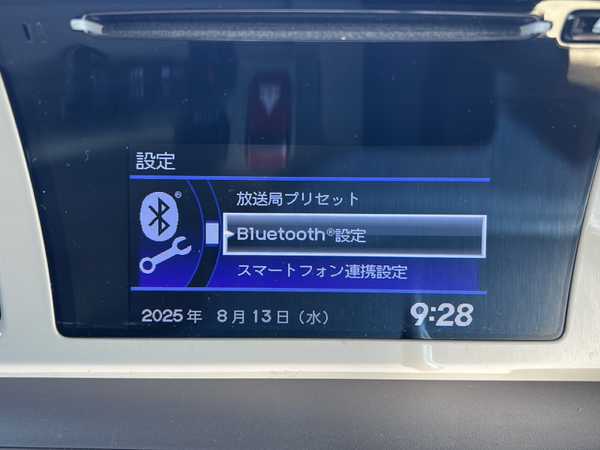 設定
放送局プリセット
Bluetooth®設定
スマートフォン連携設定
2025年 8月13日（水） 9:28